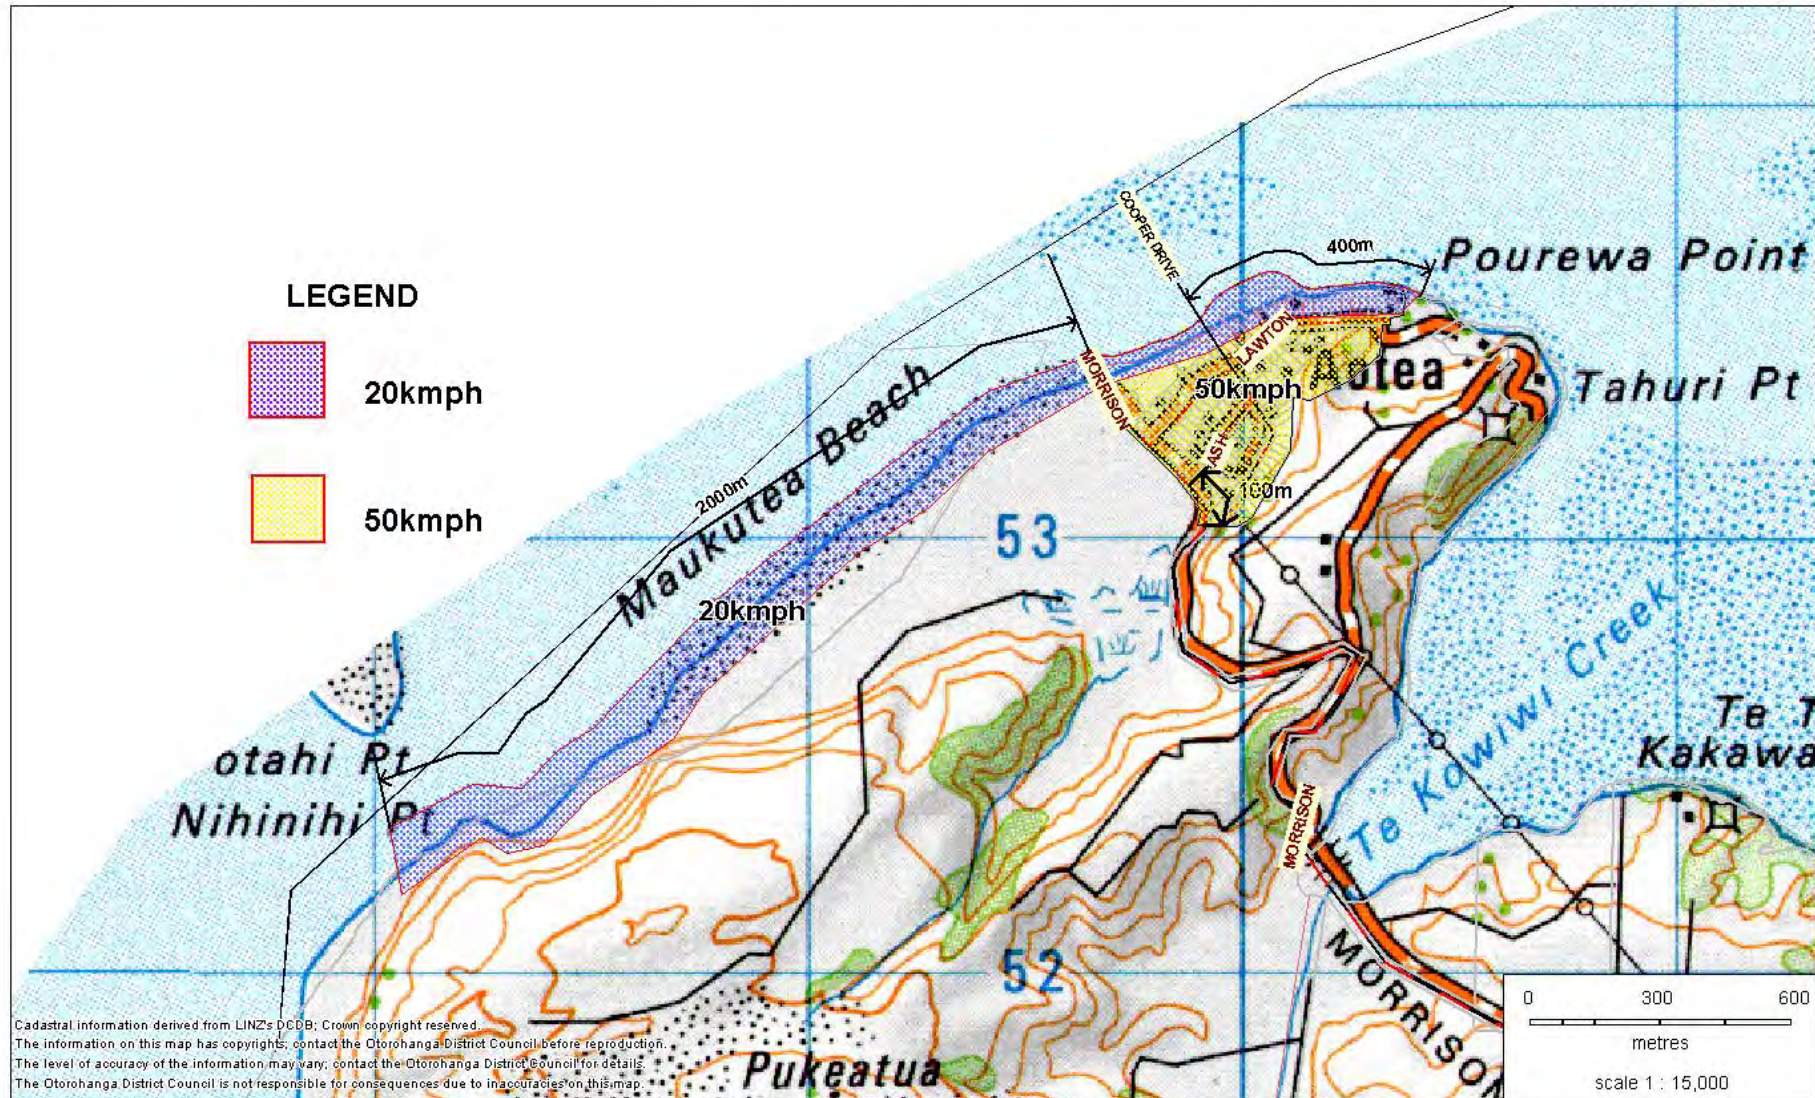 COOPER DRIVE
400m
Pourewa Point
LEGEND
20kmph
50kmph
LAWTON
MORRISON
Aotea
50kmph
Tahuri Pt
Maukutea Beach
2000m
ASH
100m
53
20kmph
Te Kowiwi Creek
Te T
Kakawa
otahi Pt
Nihinihi Pt
MORRISON
52
MORRISON
MORRISON
Pukeatua
Cadastral information derived from LINZ's DCDB; Crown copyright reserved.
The information on this map has copyrights; contact the Otorohanga District Council before reproduction.
The level of accuracy of the information may vary; contact the Otorohanga District Council for details.
The Otorohanga District Council is not responsible for consequences due to inaccuracies on this map.
0 300 600
metres
scale 1 : 15,000